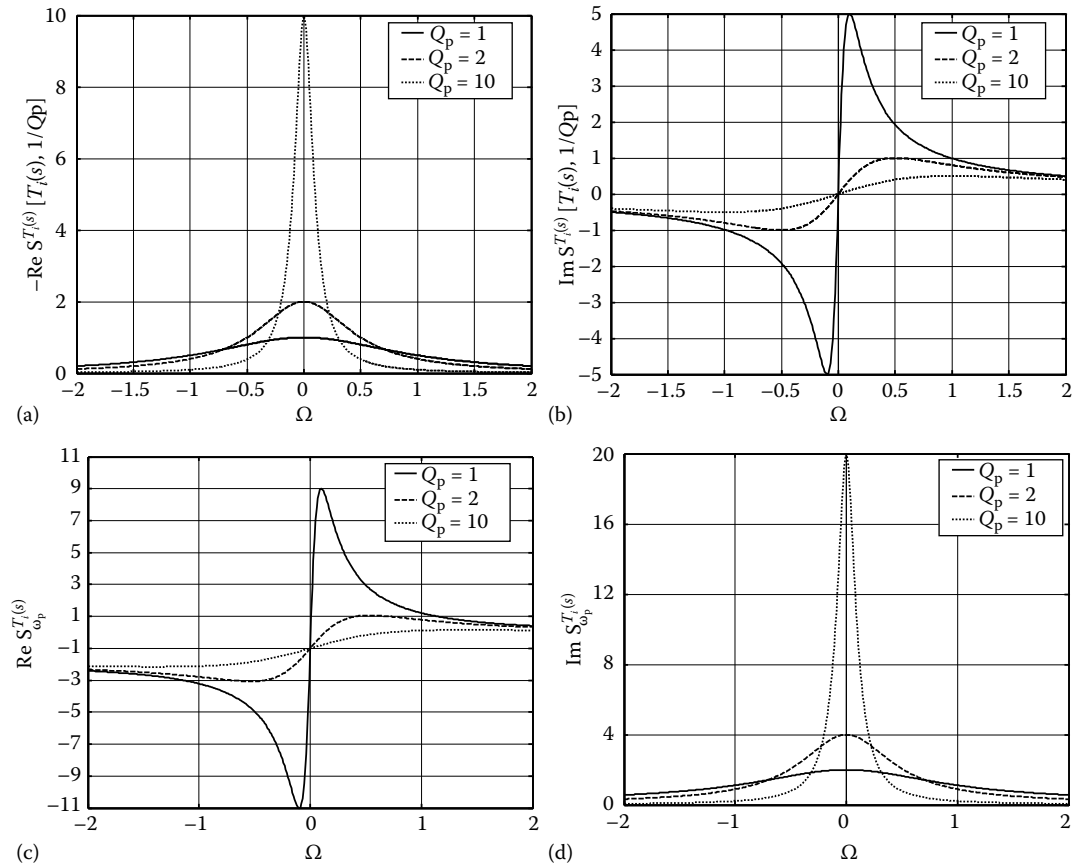 10
8
6
4
2
0
−Re S^{T_i(s)} [T_i(s), 1/Qp]
Q_p = 1
Q_p = 2
Q_p = 10
−2 −1.5 −1 −0.5 0 0.5 1 1.5 2
Ω
(a)
5
4
3
2
1
0
−1
−2
−3
−4
−5
Im S^{T_i(s)} [T_i(s), 1/Qp]
Q_p = 1
Q_p = 2
Q_p = 10
−2 −1.5 −1 −0.5 0 0.5 1 1.5 2
Ω
(b)
11
9
7
5
3
1
−1
−3
−5
−7
−9
−11
Re S_{ω_p}^{T_i(s)}
Q_p = 1
Q_p = 2
Q_p = 10
−2 −1 0 1 2
Ω
(c)
20
16
12
8
4
0
Im S_{ω_p}^{T_i(s)}
Q_p = 1
Q_p = 2
Q_p = 10
−2 −1 0 1 2
Ω
(d)